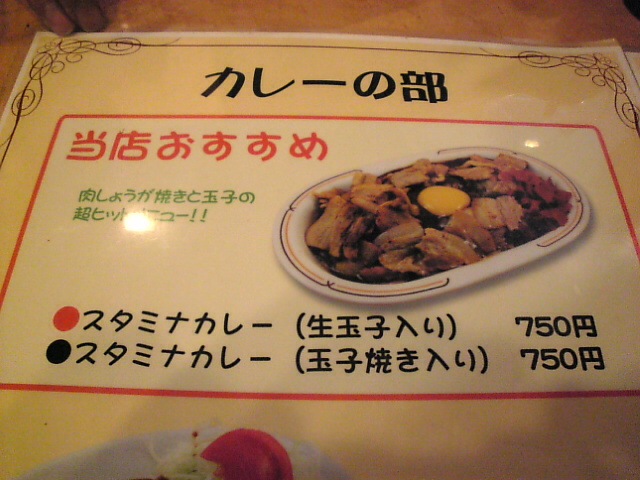 カレーの部
当店おすすめ
肉しょうが焼きと玉子の
超ヒットメニュー!!
●スタミナカレー (生玉子入り) 750円
●スタミナカレー (玉子焼き入り) 750円